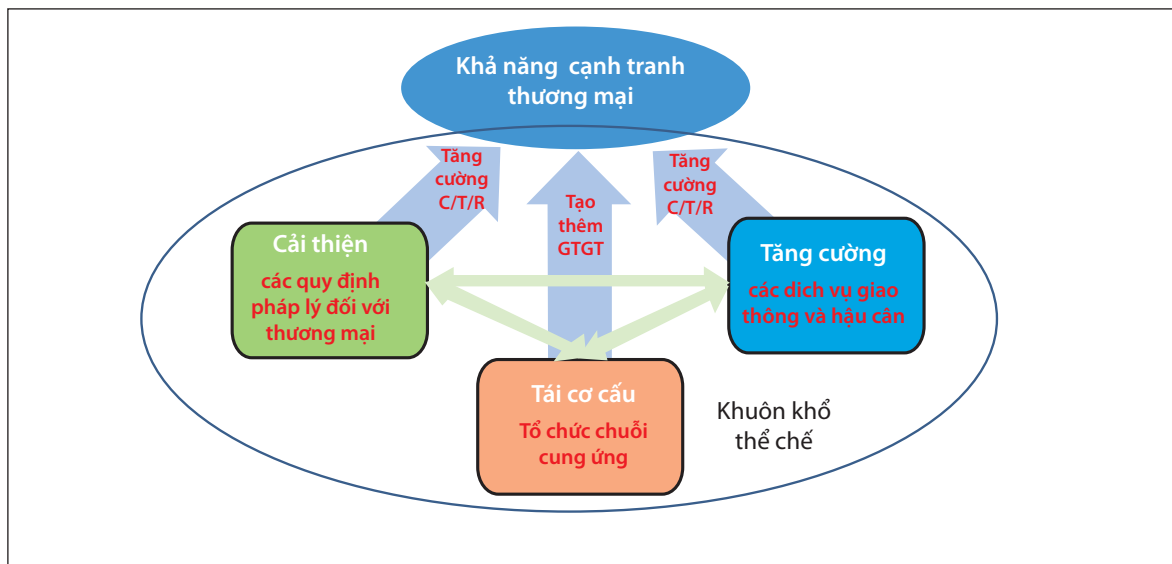 Khả năng cạnh tranh
thương mại
Tăng
cường
C/T/R
Tạo
thêm
GTGT
Tăng
cường
C/T/R
Cải thiện
các quy định
pháp lý đối với
thương mại
Tăng cường
các dich vụ giao
thông và hậu cân
Tái cơ cấu
Tổ chức chuỗi
cung ứng
Khuôn khổ
thể chế